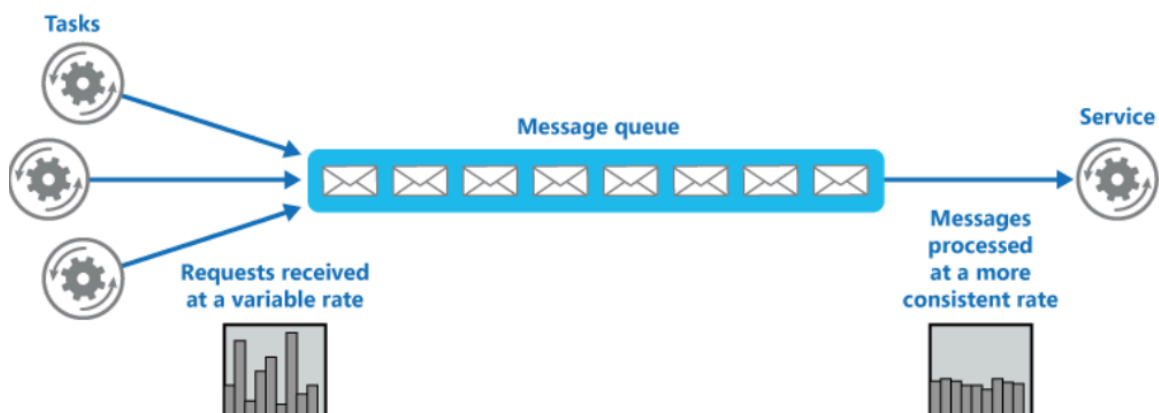 Tasks
Message queue
Service
Requests received
at a variable rate
Messages
processed
at a more
consistent rate